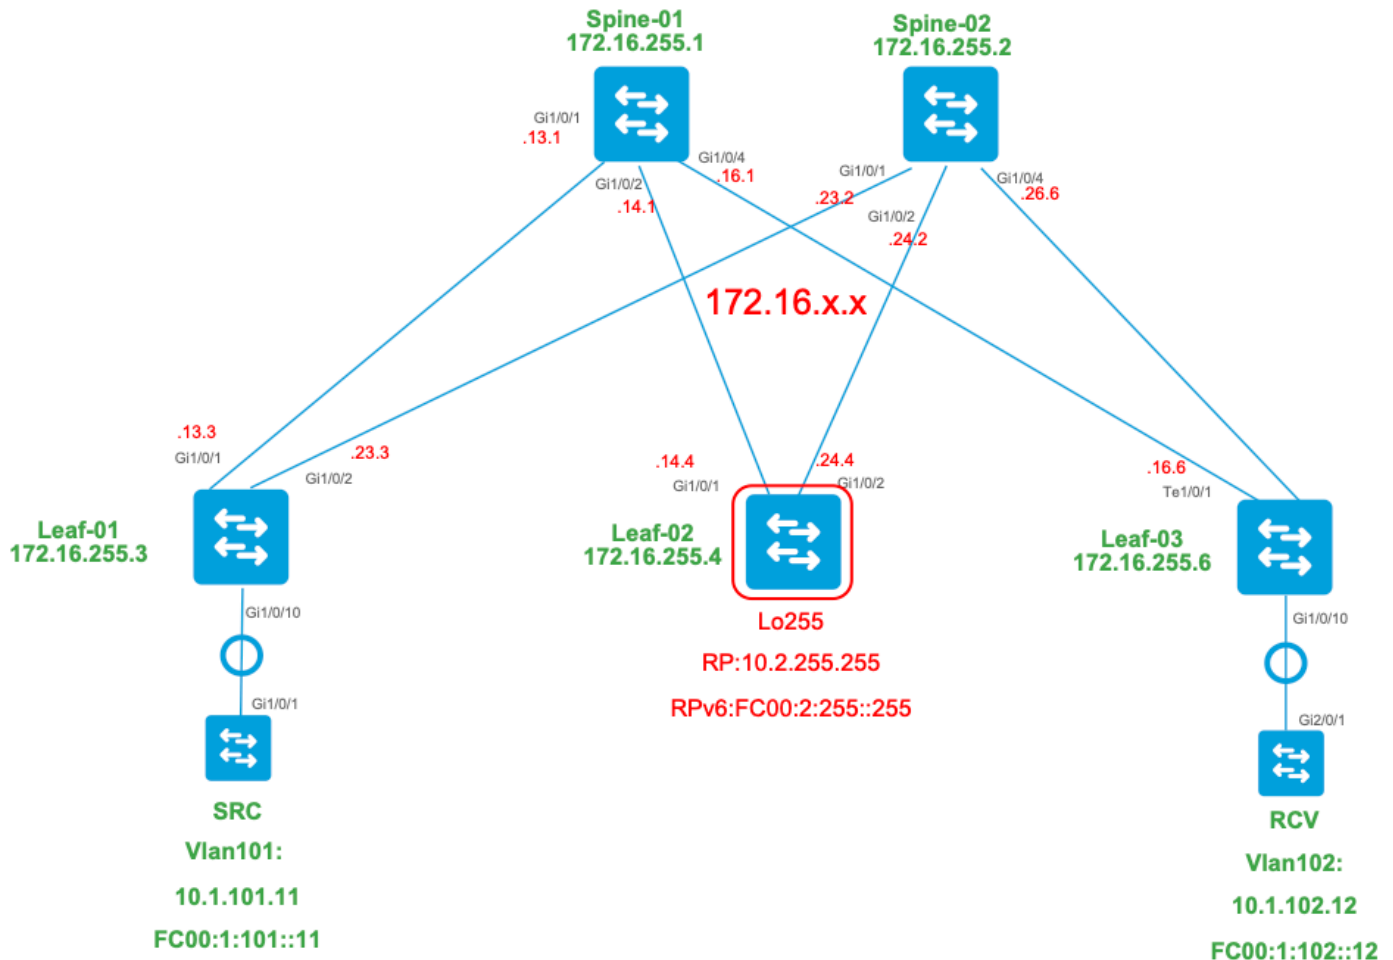 Spine-01
172.16.255.1
Spine-02
172.16.255.2
Gi1/0/1
.13.1
Gi1/0/2
.14.1
Gi1/0/4
.16.1
Gi1/0/1
.23.2
Gi1/0/2
.24.2
Gi1/0/4
.26.6
172.16.x.x
.13.3
Gi1/0/1
.23.3
Gi1/0/2
.14.4
Gi1/0/1
.24.4
Gi1/0/2
.16.6
Te1/0/1
Leaf-01
172.16.255.3
Leaf-02
172.16.255.4
Leaf-03
172.16.255.6
Gi1/0/10
Gi1/0/1
SRC
Vlan101:
10.1.101.11
FC00:1:101::11
Lo255
RP:10.2.255.255
RPv6:FC00:2:255::255
Gi1/0/10
Gi2/0/1
RCV
Vlan102:
10.1.102.12
FC00:1:102::12